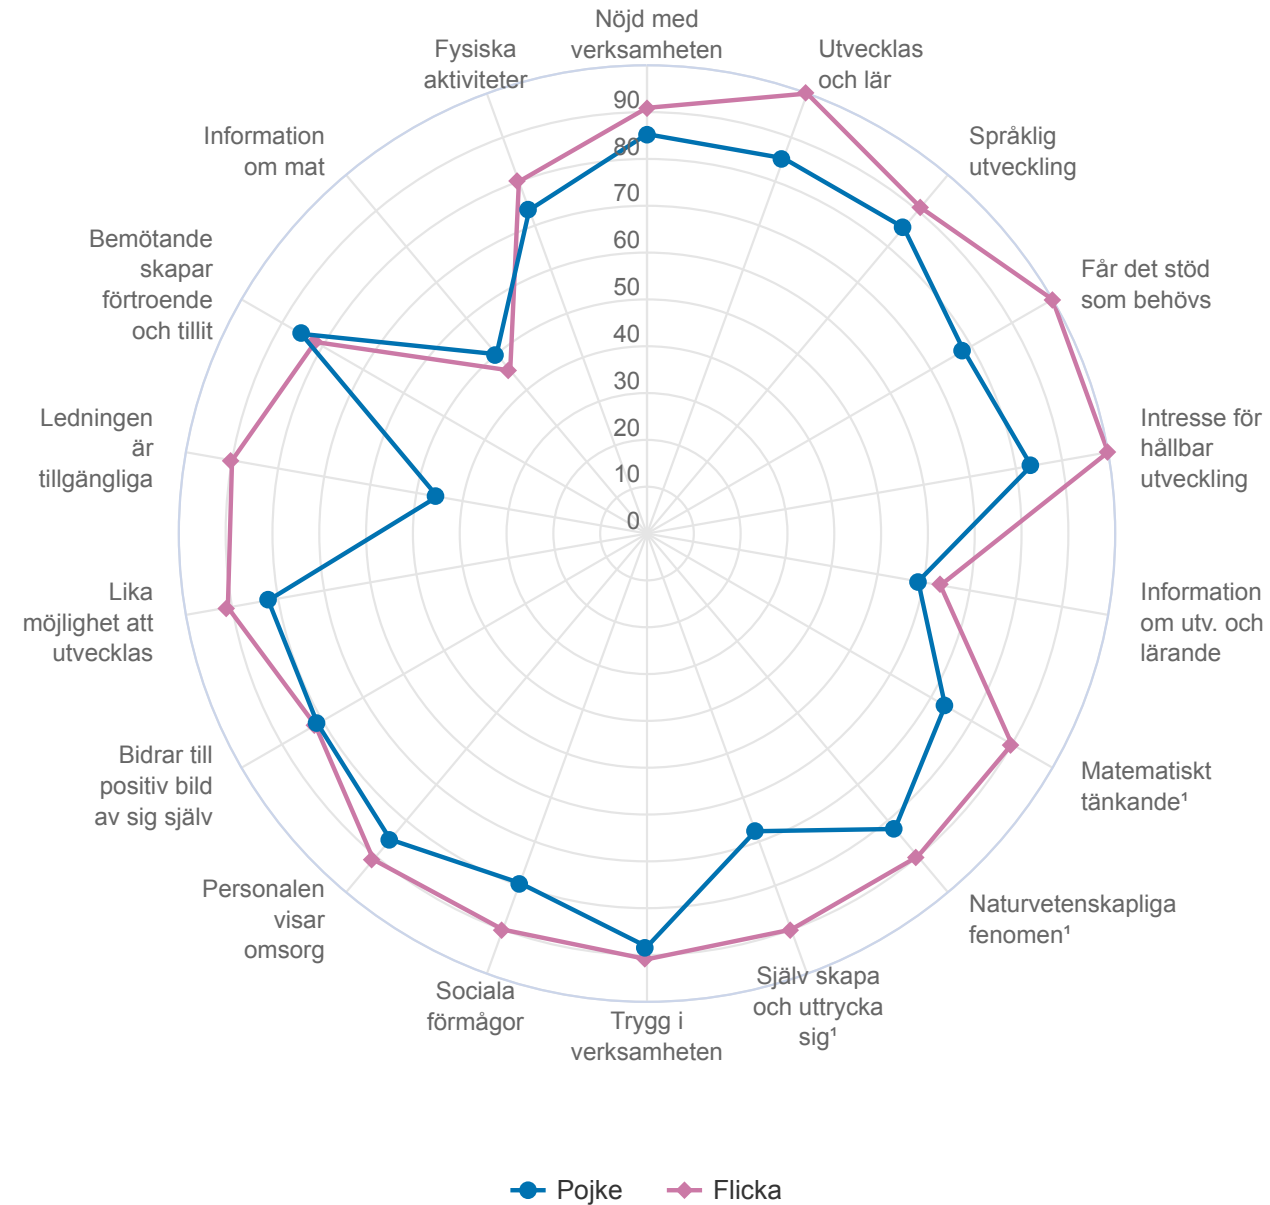 Nöjd med
verksamheten
Utvecklas
och lär
Språklig
utveckling
Får det stöd
som behövs
Intresse för
hållbar
utveckling
Information
om utv. och
lärande
Matematiskt
tänkande¹
Naturvetenskapliga
fenomen¹
Själv skapa
och uttrycka
sig¹
Trygg i
verksamheten
Sociala
förmågor
Personalen
visar
omsorg
Bidrar till
positiv bild
av sig själv
Lika
möjlighet att
utvecklas
Ledningen
är
tillgängliga
Bemötande
skapar
förtroende
och tillit
Information
om mat
Fysiska
aktiviteter
90
80
70
60
50
40
30
20
10
0
Pojke
Flicka